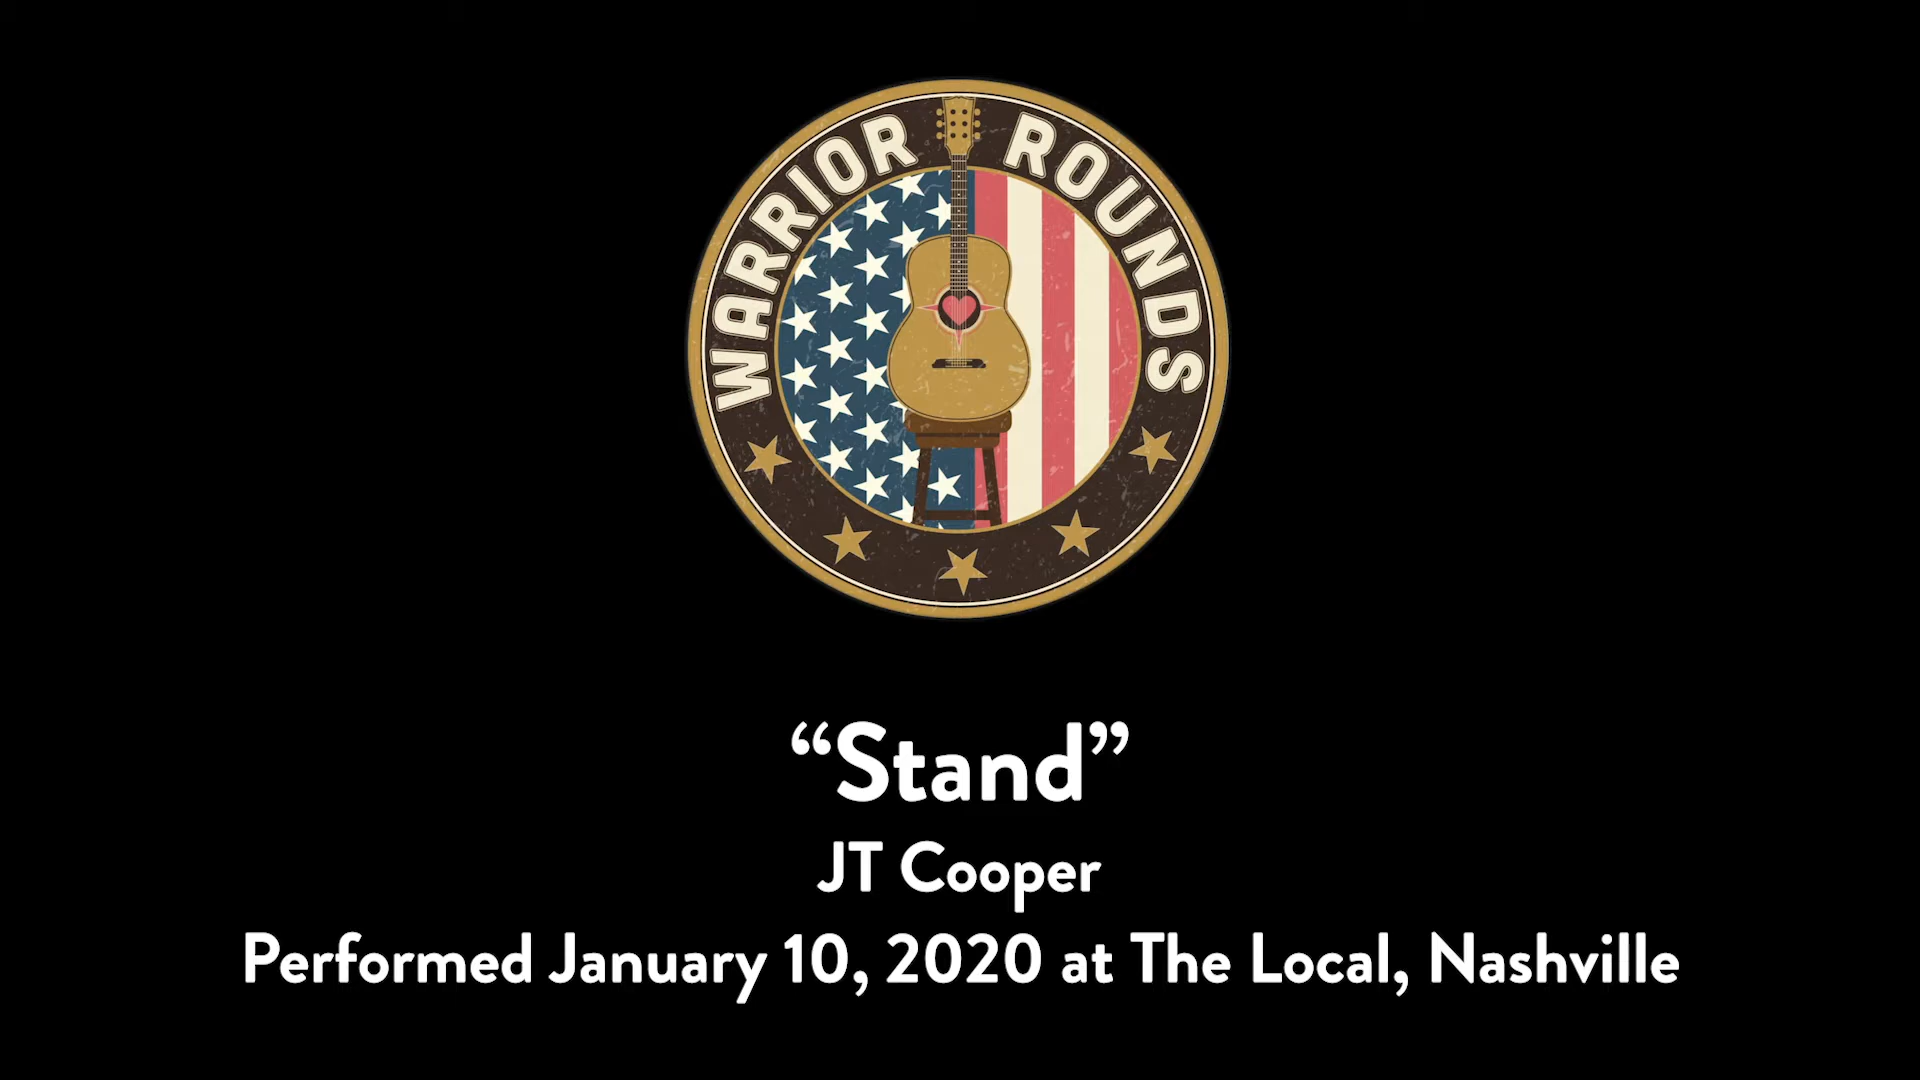 WARRIOR ROUNDS
“Stand”
JT Cooper
Performed January 10, 2020 at The Local, Nashville